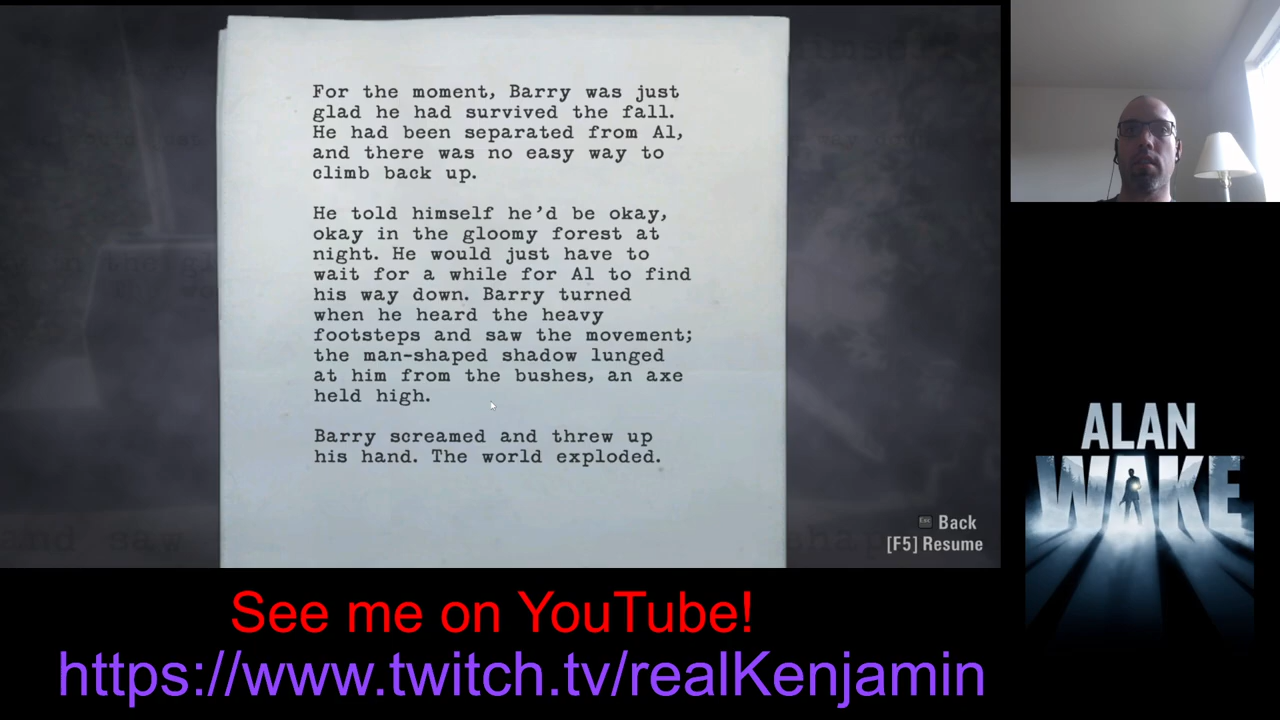 For the moment, Barry was just
glad he had survived the fall.
He had been separated from Al,
and there was no easy way to
climb back up.
He told himself he'd be okay,
okay in the gloomy forest at
night. He would just have to
wait for a while for Al to find
his way down. Barry turned
when he heard the heavy
footsteps and saw the movement;
the man-shaped shadow lunged
at him from the bushes, an axe
held high.
Barry screamed and threw up
his hand. The world exploded.
Esc Back
[F5] Resume
ALAN
WAKE
See me on YouTube!
https://www.twitch.tv/realKenjamin